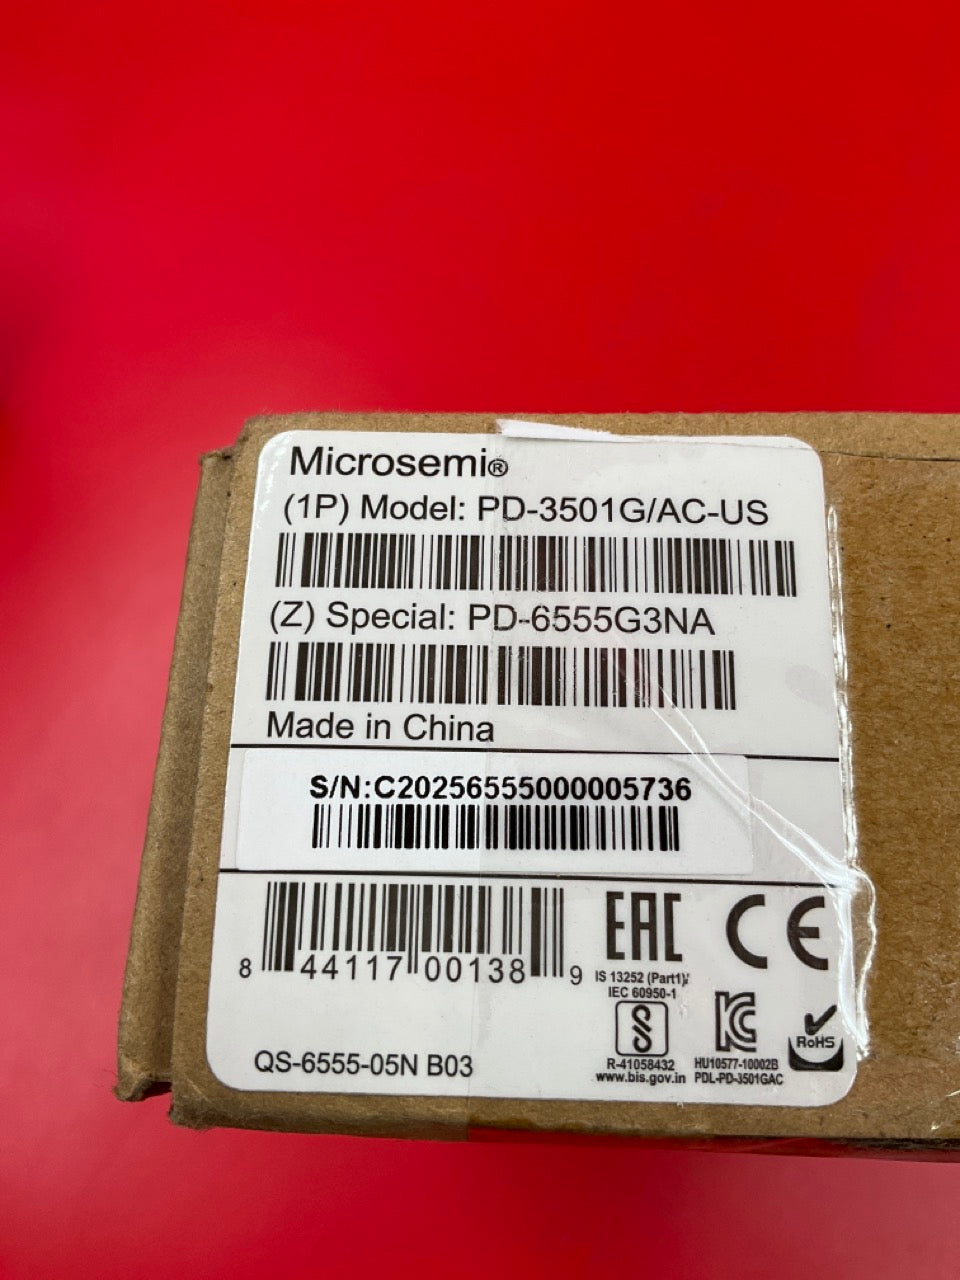 Microsemi®
(1P) Model: PD-3501G/AC-US
(Z) Special: PD-6555G3NA
Made in China
S/N:C20256555000005736
8 44117 00138 9
EAC CE
IS 13252 (Part1)/
IEC 60950-1
R-41058432
www.bis.gov.in
HU10577-10002B
PDL-PD-3501GAC
RoHS
QS-6555-05N B03